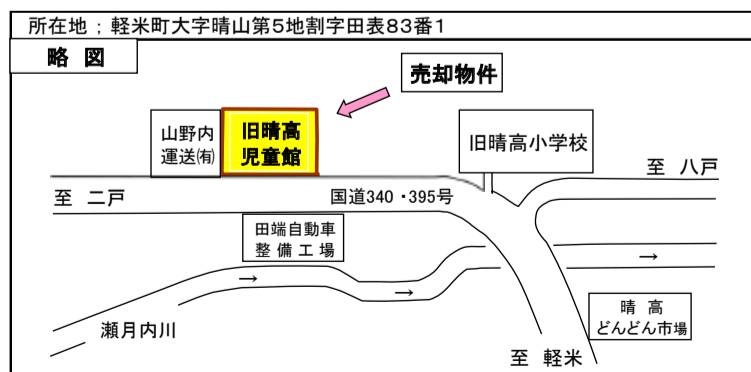 所在地；軽米町大字晴山第5地割字田表83番1
略 図
売却物件
山野内
運送㈲
旧晴高
児童館
旧晴高小学校
至 八戸
至 二戸
国道340・395号
田端自動車
整備工場
→
→
→
瀬月内川
晴 高
どんどん市場
至 軽米